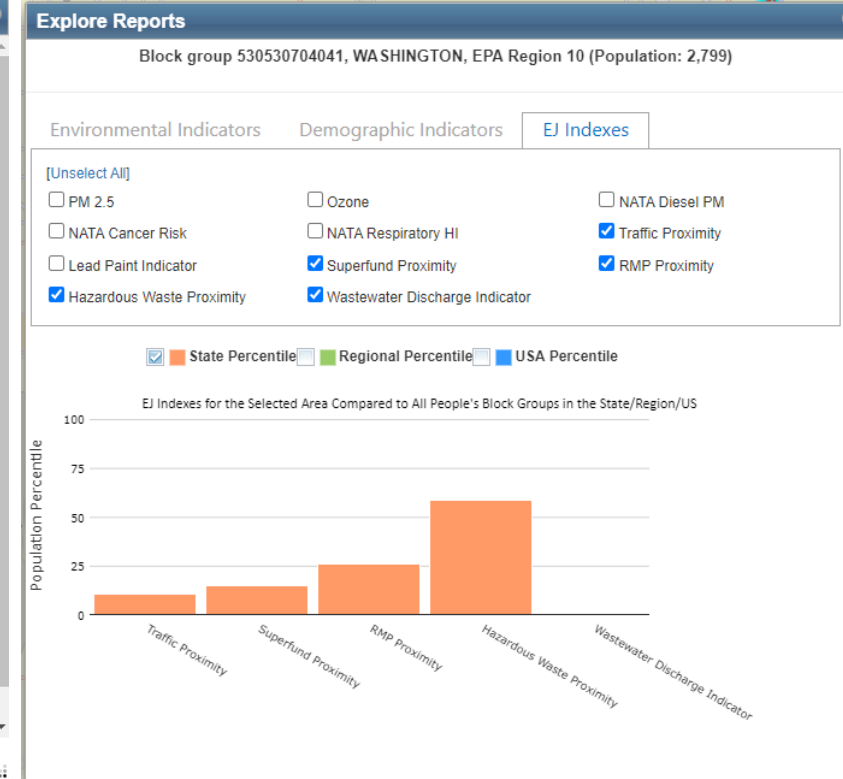 Explore Reports
Block group 530530704041, WASHINGTON, EPA Region 10 (Population: 2,799)
Environmental Indicators Demographic Indicators EJ Indexes
[Unselect All]
PM 2.5 Ozone NATA Diesel PM
NATA Cancer Risk NATA Respiratory HI Traffic Proximity
Lead Paint Indicator Superfund Proximity RMP Proximity
Hazardous Waste Proximity Wastewater Discharge Indicator
State Percentile Regional Percentile USA Percentile
EJ Indexes for the Selected Area Compared to All People's Block Groups in the State/Region/US
Population Percentile
100
75
50
25
0
Traffic Proximity
Superfund Proximity
RMP Proximity
Hazardous Waste Proximity
Wastewater Discharge Indicator